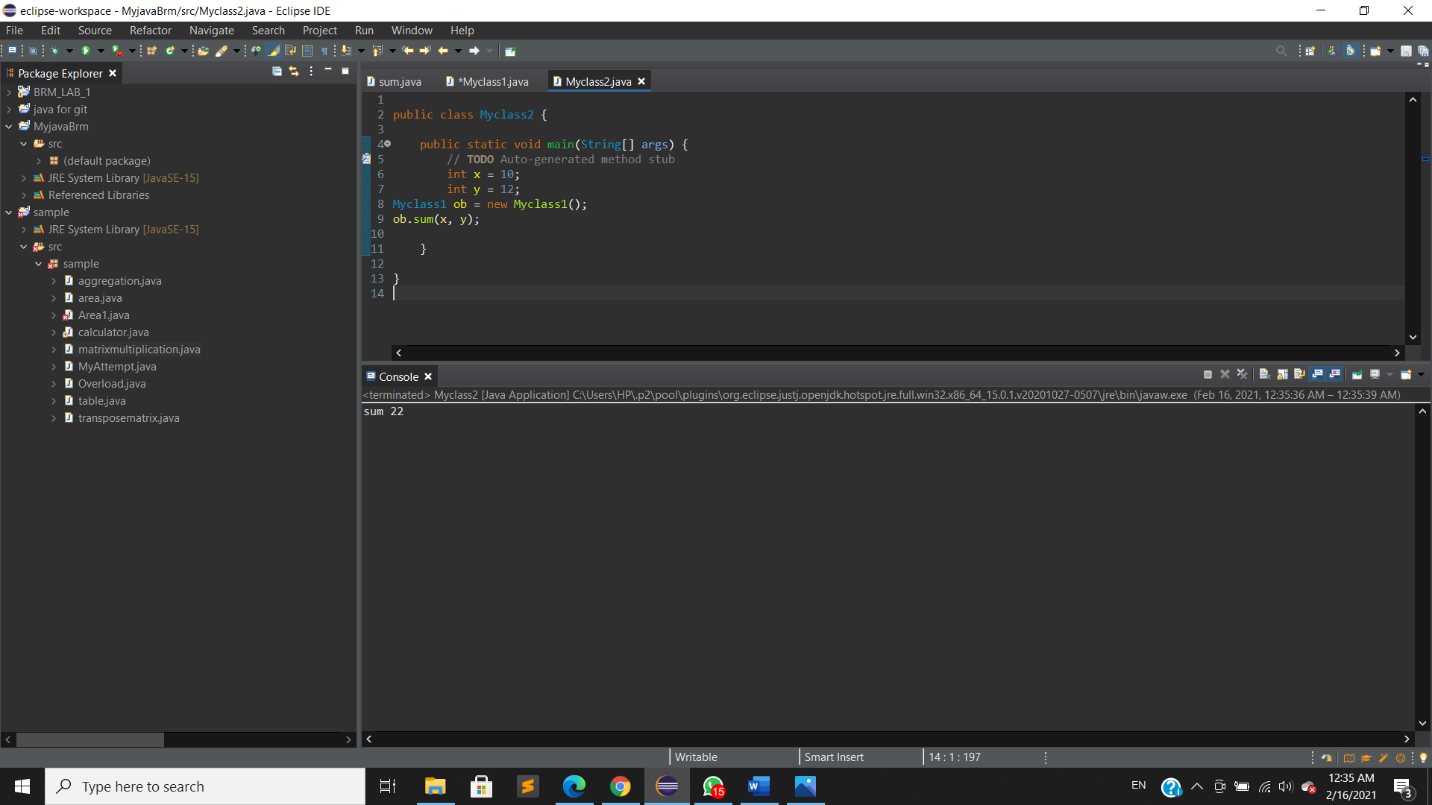 eclipse-workspace - MyjavaBrm/src/Myclass2.java - Eclipse IDE
File Edit Source Refactor Navigate Search Project Run Window Help
Package Explorer
BRM_LAB_1
java for git
MyjavaBrm
src
(default package)
JRE System Library [JavaSE-15]
Referenced Libraries
sample
JRE System Library [JavaSE-15]
src
sample
aggregation.java
area.java
Area1.java
calculator.java
matrixmultiplication.java
MyAttempt.java
Overload.java
table.java
transposematrix.java
sum.java *Myclass1.java Myclass2.java
1
2 public class Myclass2 {
3
4 public static void main(String[] args) {
5 // TODO Auto-generated method stub
6 int x = 10;
7 int y = 12;
8 Myclass1 ob = new Myclass1();
9 ob.sum(x, y);
10
11 }
12
13 }
14
Console
<terminated> Myclass2 [Java Application] C:\Users\HP\.p2\pool\plugins\org.eclipse.justj.openjdk.hotspot.jre.full.win32.x86_64_15.0.1.v20201027-0507\jre\bin\javaw.exe (Feb 16, 2021, 12:35:36 AM – 12:35:39 AM)
sum 22
Writable Smart Insert 14 : 1 : 197
Type here to search
15
EN
12:35 AM
2/16/2021
3